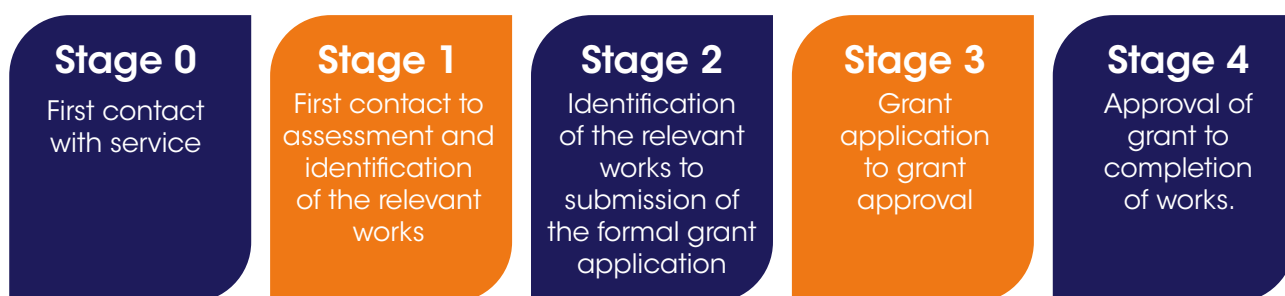 Stage 0
First contact
with service
Stage 1
First contact to
assessment and
identification
of the relevant
works
Stage 2
Identification
of the relevant
works to
submission of
the formal grant
application
Stage 3
Grant
application
to grant
approval
Stage 4
Approval of
grant to
completion
of works.